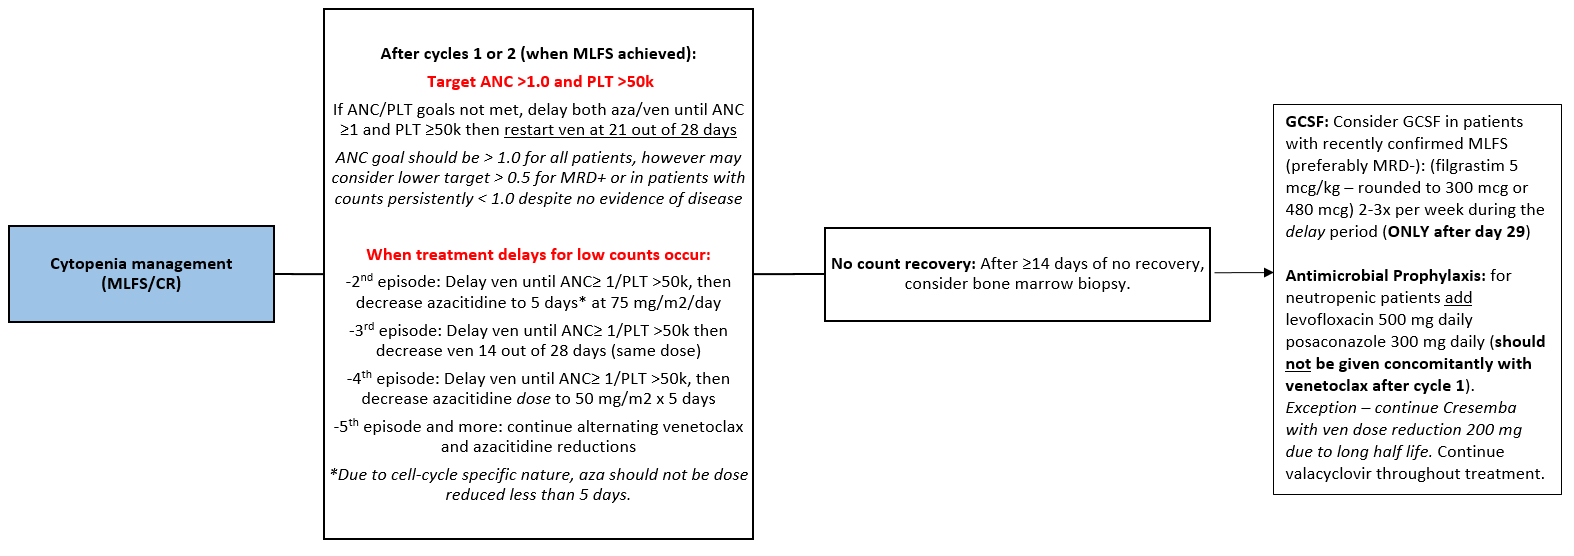 Cytopenia management
(MLFS/CR)
After cycles 1 or 2 (when MLFS achieved):
Target ANC >1.0 and PLT >50k
If ANC/PLT goals not met, delay both aza/ven until ANC
≥1 and PLT ≥50k then restart ven at 21 out of 28 days
ANC goal should be > 1.0 for all patients, however may
consider lower target > 0.5 for MRD+ or in patients with
counts persistently < 1.0 despite no evidence of disease
When treatment delays for low counts occur:
-2nd episode: Delay ven until ANC≥ 1/PLT >50k, then
decrease azacitidine to 5 days* at 75 mg/m2/day
-3rd episode: Delay ven until ANC≥ 1/PLT >50k then
decrease ven 14 out of 28 days (same dose)
-4th episode: Delay ven until ANC≥ 1/PLT >50k, then
decrease azacitidine dose to 50 mg/m2 x 5 days
-5th episode and more: continue alternating venetoclax
and azacitidine reductions
*Due to cell-cycle specific nature, aza should not be dose
reduced less than 5 days.
No count recovery: After ≥14 days of no recovery,
consider bone marrow biopsy.
GCSF: Consider GCSF in patients
with recently confirmed MLFS
(preferably MRD-): (filgrastim 5
mcg/kg – rounded to 300 mcg or
480 mcg) 2-3x per week during the
delay period (ONLY after day 29)
Antimicrobial Prophylaxis: for
neutropenic patients add
levofloxacin 500 mg daily
posaconazole 300 mg daily (should
not be given concomitantly with
venetoclax after cycle 1).
Exception – continue Cresemba
with ven dose reduction 200 mg
due to long half life. Continue
valacyclovir throughout treatment.